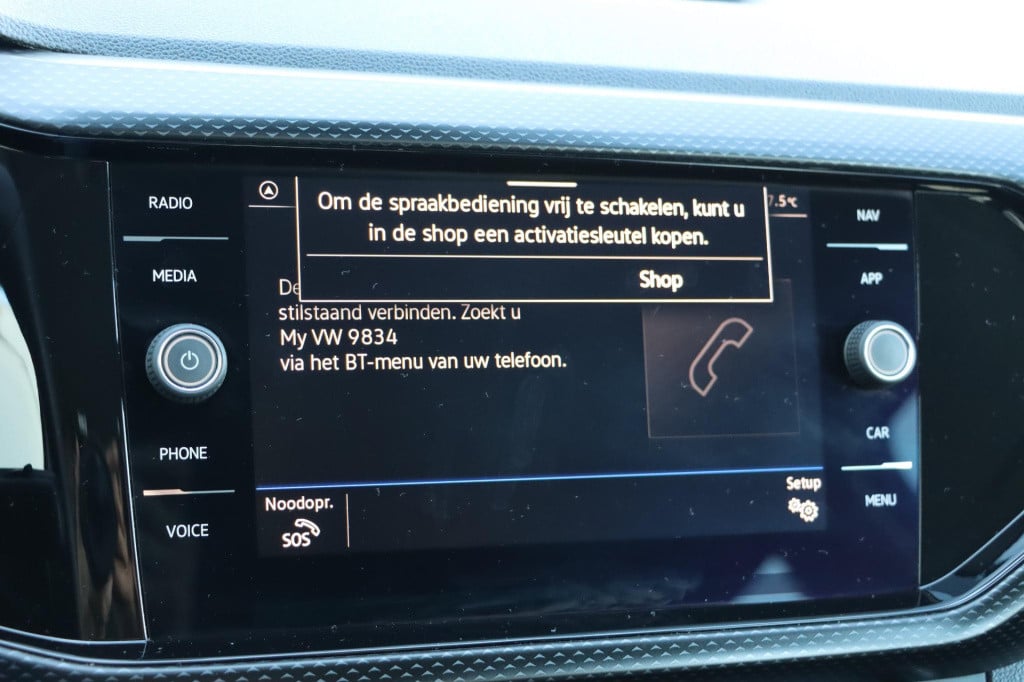 RADIO
MEDIA
PHONE
VOICE
Om de spraakbediening vrij te schakelen, kunt u
in de shop een activatiesleutel kopen.
Shop
7.5°C
stilstaand verbinden. Zoekt u
My VW 9834
via het BT-menu van uw telefoon.
Noodopr.
SOS
Setup
NAV
APP
CAR
MENU